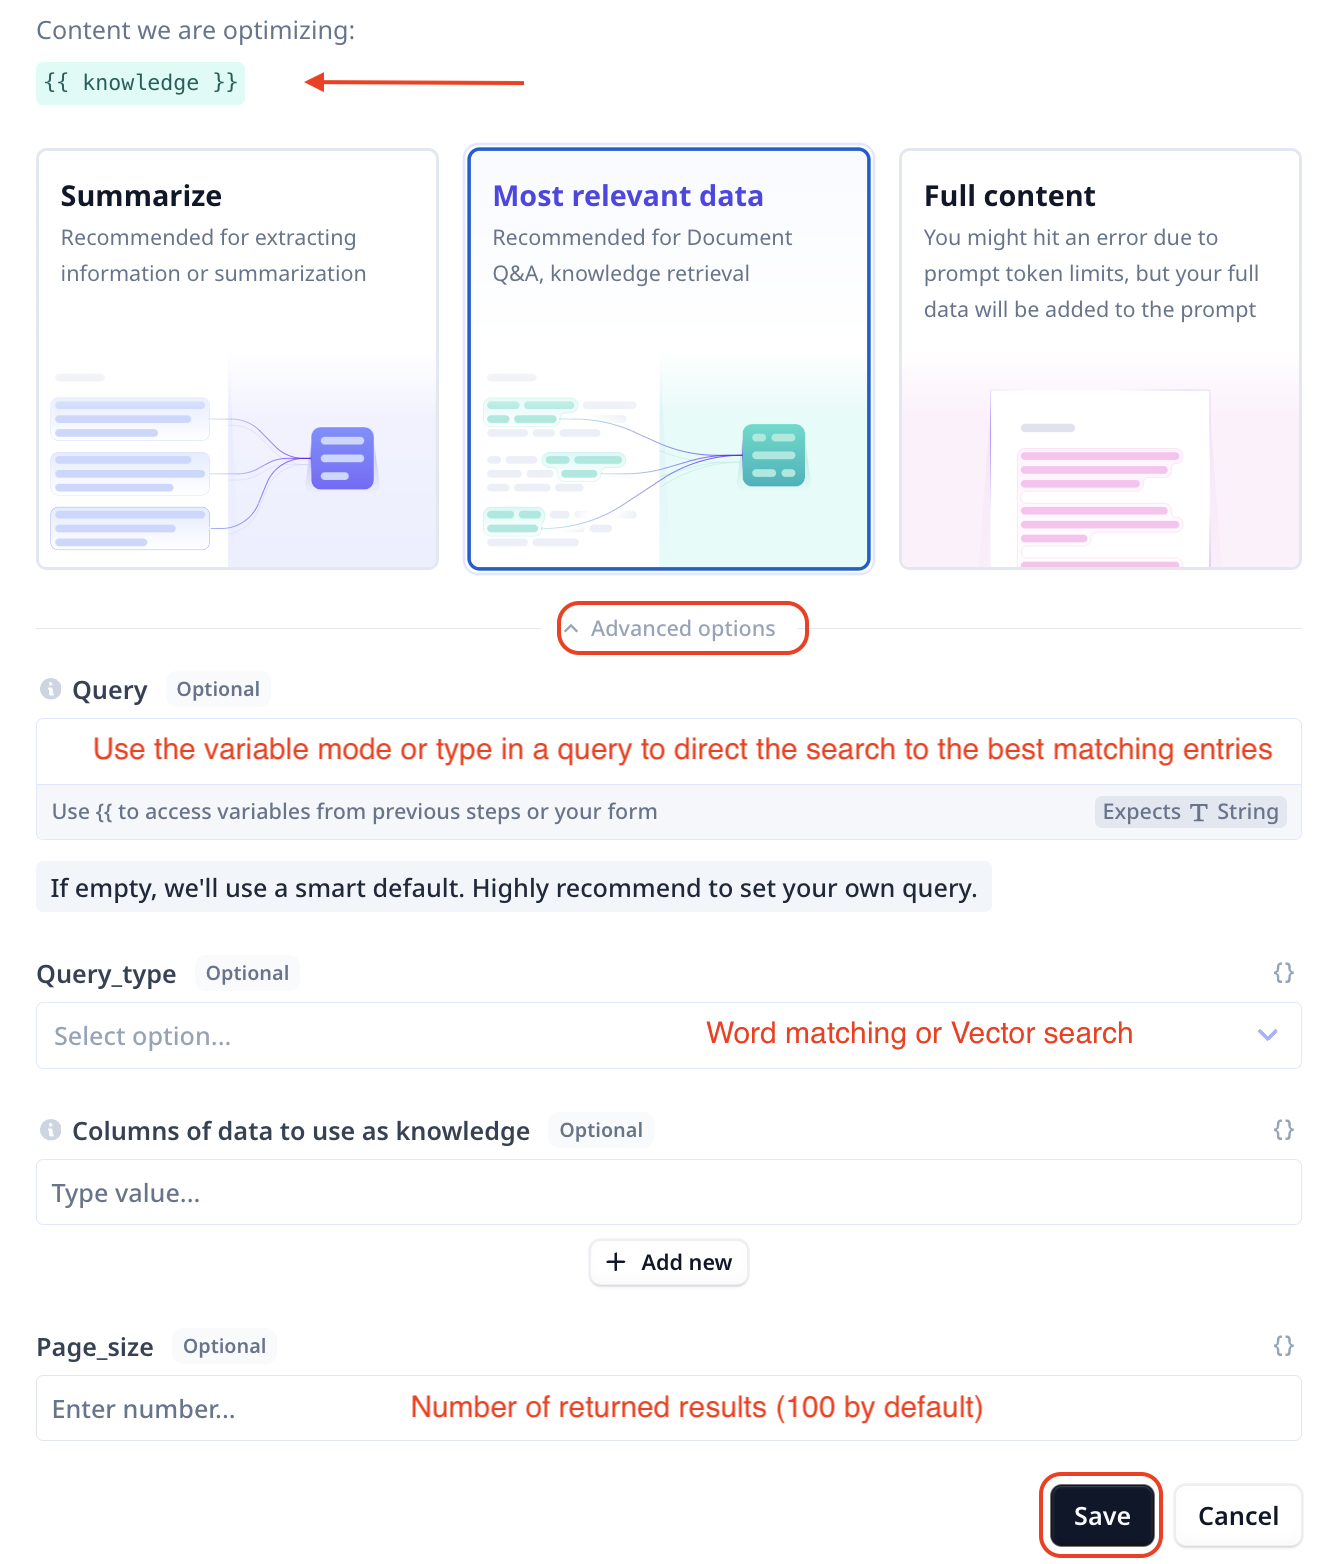 Content we are optimizing:
{{ knowledge }}
Summarize
Recommended for extracting
information or summarization
Most relevant data
Recommended for Document
Q&A, knowledge retrieval
Full content
You might hit an error due to
prompt token limits, but your full
data will be added to the prompt
Advanced options
Query Optional
Use the variable mode or type in a query to direct the search to the best matching entries
Use {{ to access variables from previous steps or your form Expects T String
If empty, we'll use a smart default. Highly recommend to set your own query.
Query_type Optional {}
Select option... Word matching or Vector search
Columns of data to use as knowledge Optional {}
Type value...
+ Add new
Page_size Optional {}
Enter number... Number of returned results (100 by default)
Save Cancel